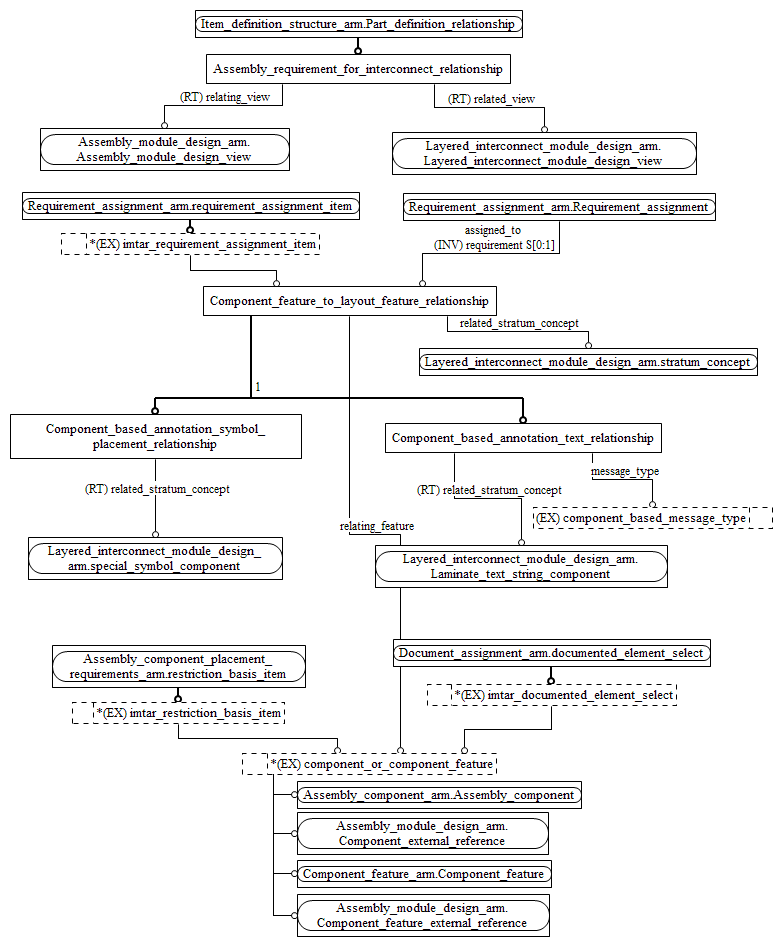 Item_definition_structure_arm.Part_definition_relationship
Assembly_requirement_for_interconnect_relationship
(RT) relating_view
(RT) related_view
Assembly_module_design_arm.
Assembly_module_design_view
Layered_interconnect_module_design_arm.
Layered_interconnect_module_design_view
Requirement_assignment_arm.requirement_assignment_item
Requirement_assignment_arm.Requirement_assignment
*(EX) imtar_requirement_assignment_item
assigned_to
(INV) requirement S[0:1]
Component_feature_to_layout_feature_relationship
related_stratum_concept
Layered_interconnect_module_design_arm.stratum_concept
1
Component_based_annotation_symbol_
placement_relationship
Component_based_annotation_text_relationship
(RT) related_stratum_concept
(RT) related_stratum_concept
message_type
(EX) component_based_message_type
relating_feature
Layered_interconnect_module_design_
arm.special_symbol_component
Layered_interconnect_module_design_arm.
Laminate_text_string_component
Assembly_component_placement_
requirements_arm.restriction_basis_item
Document_assignment_arm.documented_element_select
*(EX) imtar_restriction_basis_item
*(EX) imtar_documented_element_select
*(EX) component_or_component_feature
Assembly_component_arm.Assembly_component
Assembly_module_design_arm.
Component_external_reference
Component_feature_arm.Component_feature
Assembly_module_design_arm.
Component_feature_external_reference